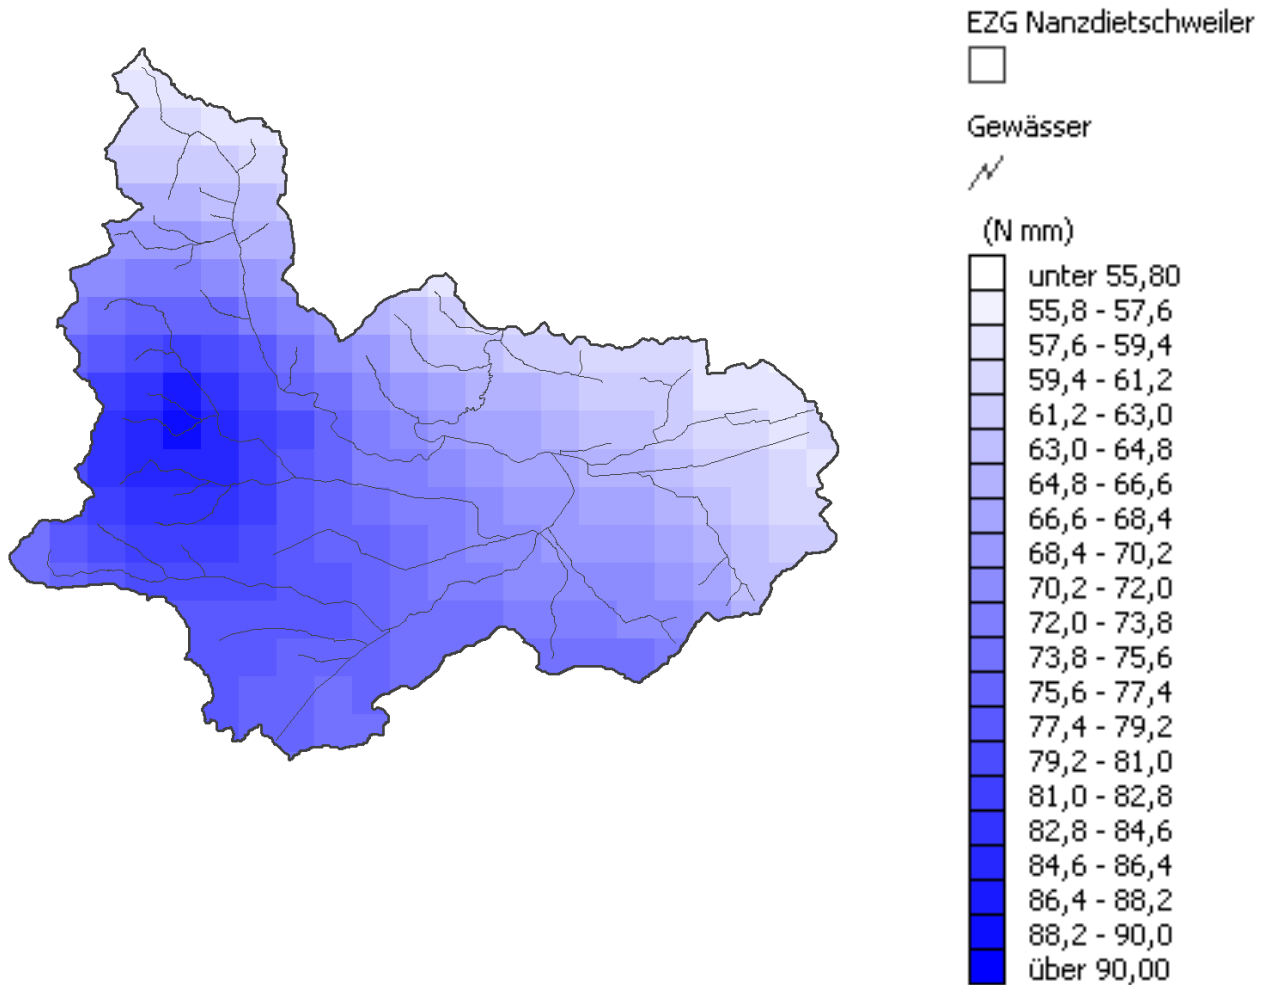 EZG Nanzdietschweiler
Gewässer
(N mm)
unter 55,80
55,8 - 57,6
57,6 - 59,4
59,4 - 61,2
61,2 - 63,0
63,0 - 64,8
64,8 - 66,6
66,6 - 68,4
68,4 - 70,2
70,2 - 72,0
72,0 - 73,8
73,8 - 75,6
75,6 - 77,4
77,4 - 79,2
79,2 - 81,0
81,0 - 82,8
82,8 - 84,6
84,6 - 86,4
86,4 - 88,2
88,2 - 90,0
über 90,00